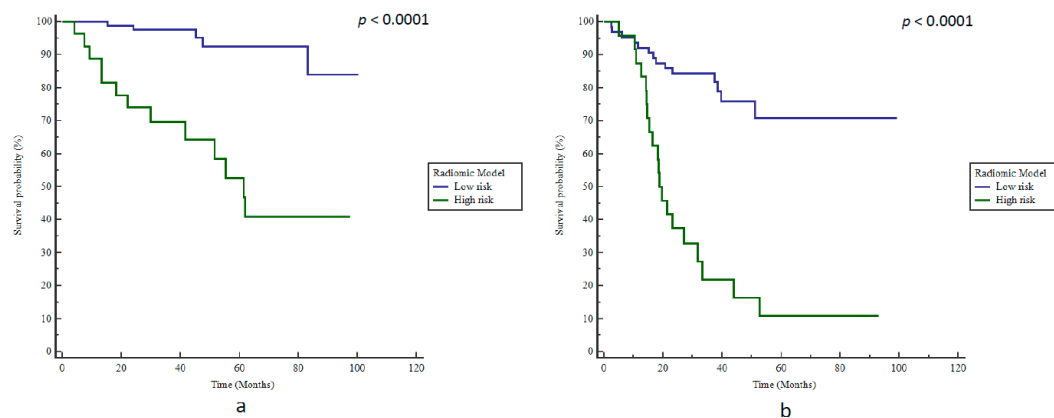 p < 0.0001
100
90
80
70
60
50
40
30
20
10
0
Survival probability (%)
0 20 40 60 80 100 120
Time (Months)
Radiomic Model
Low risk
High risk
a
p < 0.0001
100
90
80
70
60
50
40
30
20
10
0
Survival probability (%)
0 20 40 60 80 100 120
Time (Months)
Radiomic Model
Low risk
High risk
b